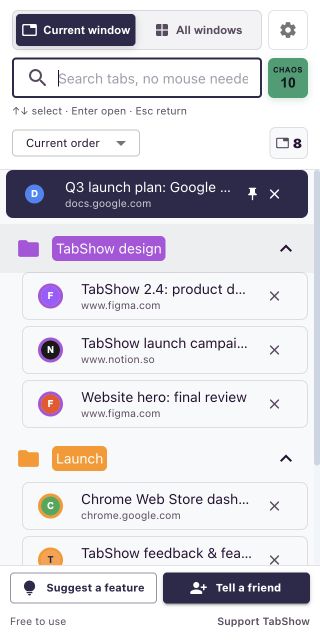 Current window
All windows
Search tabs, no mouse neede
CHAOS
10
↑↓ select · Enter open · Esc return
Current order
8
D
Q3 launch plan: Google ...
docs.google.com
TabShow design
F
TabShow 2.4: product d...
www.figma.com
N
TabShow launch campai...
www.notion.so
F
Website hero: final review
www.figma.com
Launch
C
Chrome Web Store dash...
chrome.google.com
T
TabShow feedback & fea...
Suggest a feature
Tell a friend
Free to use
Support TabShow